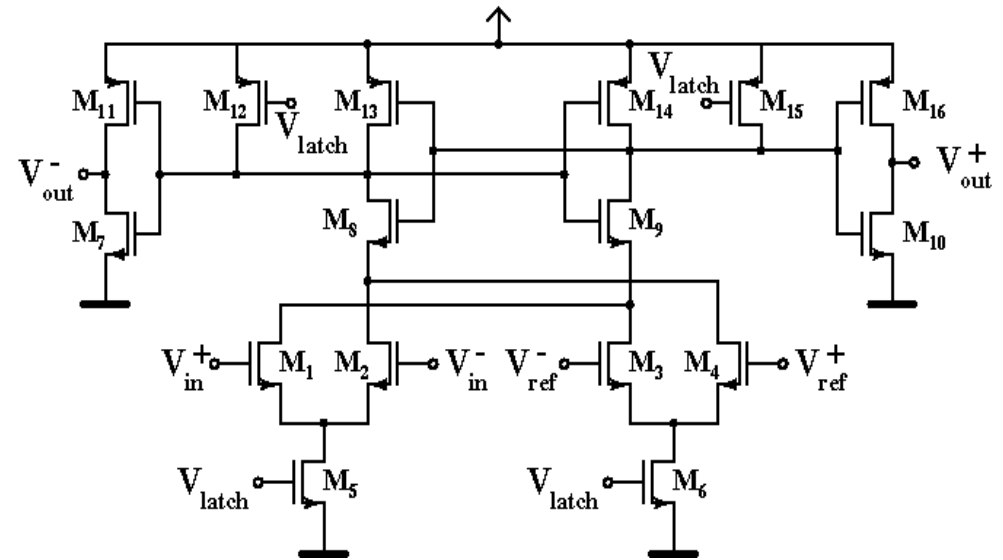 M11
M12
Vlatch
M13
M14
Vlatch
M15
M16
V-out
V+out
M7
M8
M9
M10
V+in
M1
M2
V-in
V-ref
M3
M4
V+ref
Vlatch
M5
Vlatch
M6